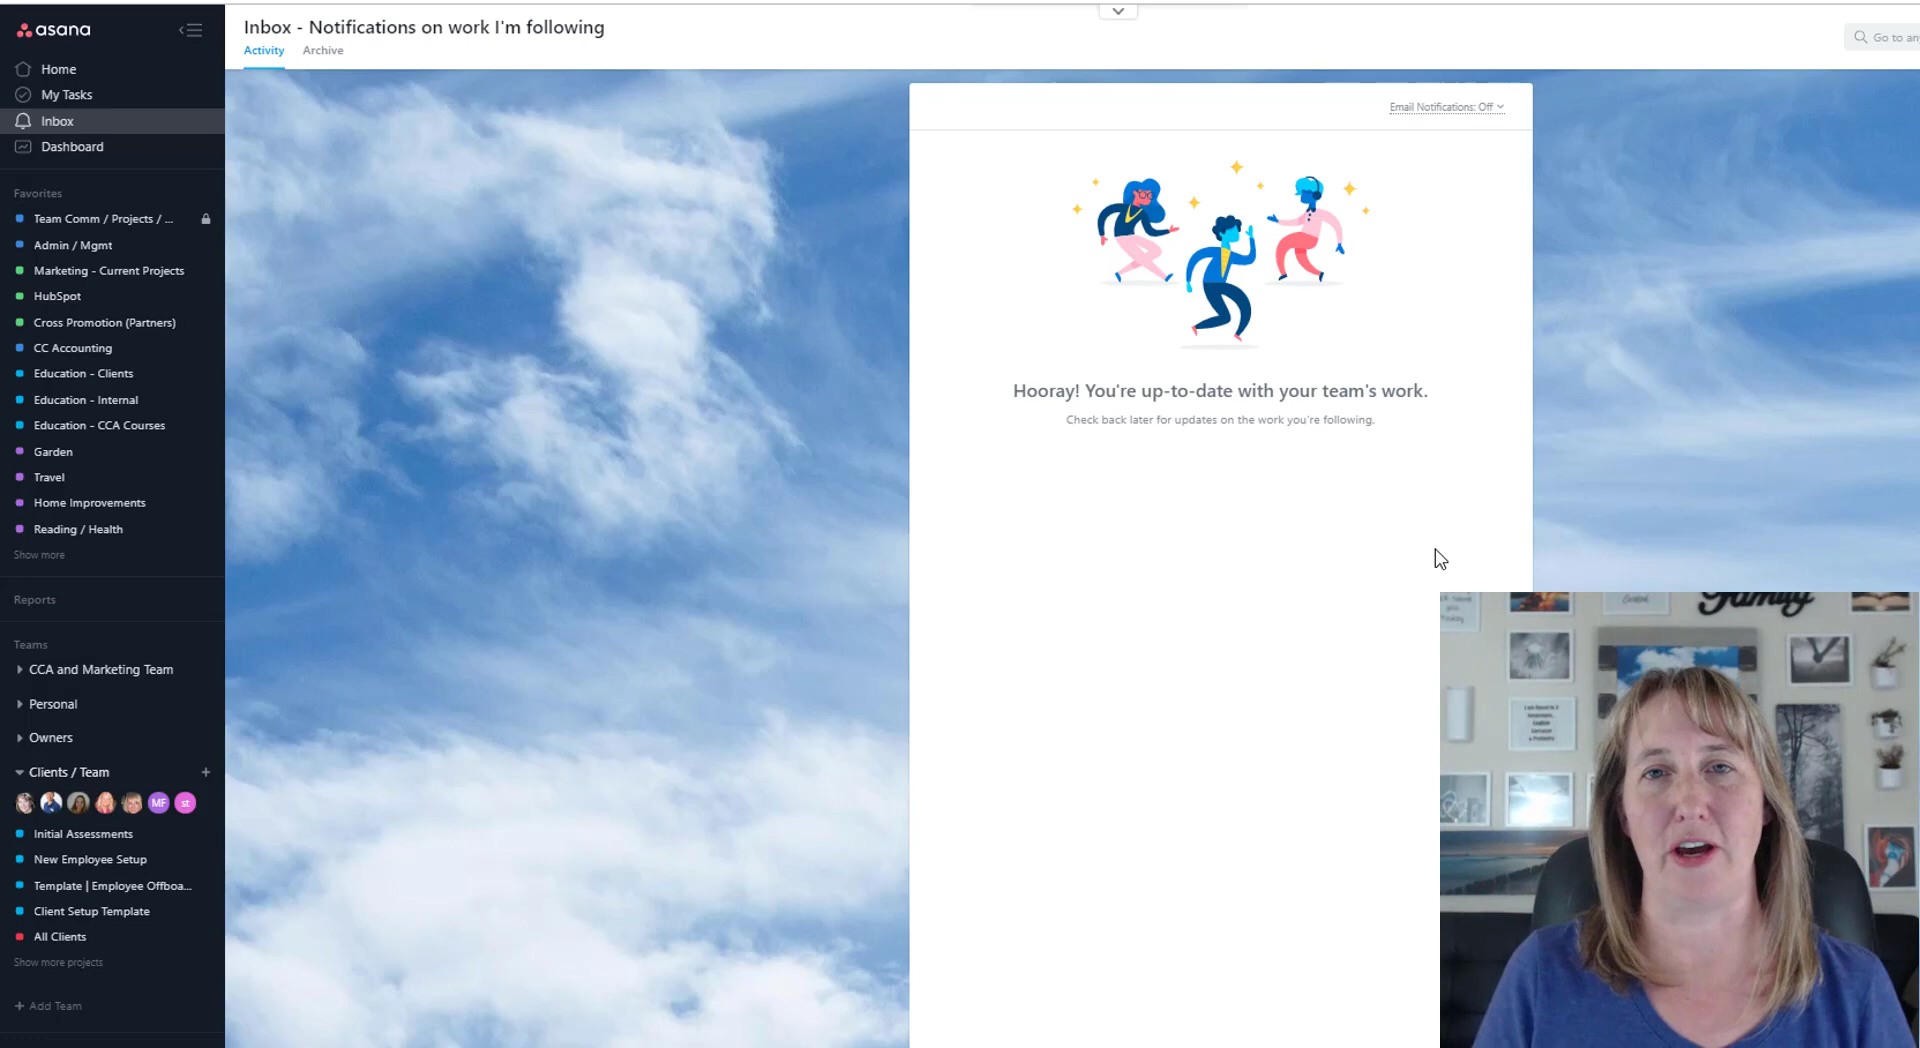 asana
Home
My Tasks
Inbox
Dashboard
Favorites
Team Comm / Projects / ...
Admin / Mgmt
Marketing - Current Projects
HubSpot
Cross Promotion (Partners)
CC Accounting
Education - Clients
Education - Internal
Education - CCA Courses
Garden
Travel
Home Improvements
Reading / Health
Show more
Reports
Teams
CCA and Marketing Team
Personal
Owners
Clients / Team
MF
st
Initial Assessments
New Employee Setup
Template | Employee Offboa...
Client Setup Template
All Clients
Show more projects
+ Add Team
Inbox - Notifications on work I'm following
Activity
Archive
Go to an
Email Notifications: Off
Hooray! You're up-to-date with your team's work.
Check back later for updates on the work you're following.
Family